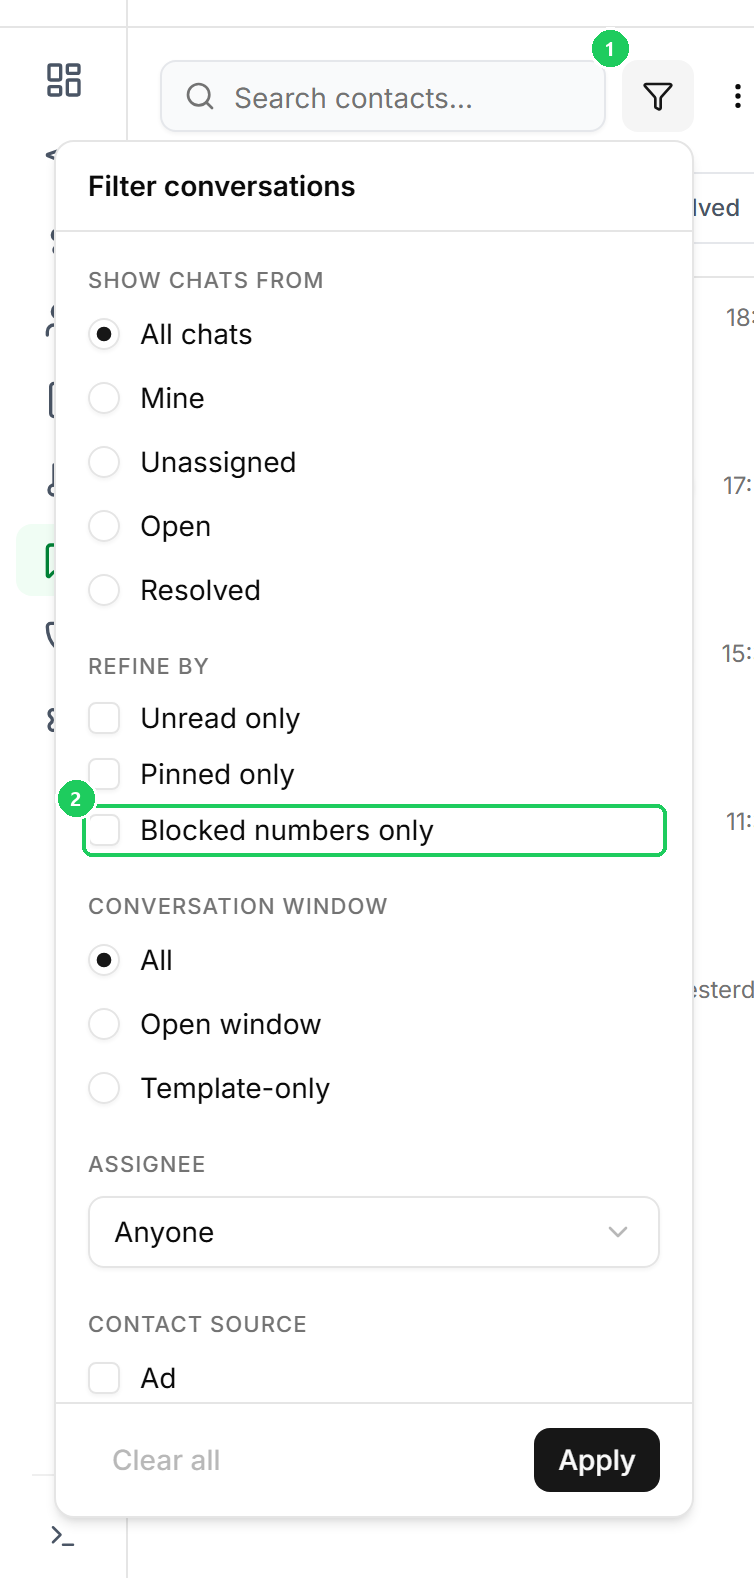 1
Search contacts...
Filter conversations
lved
SHOW CHATS FROM
All chats
18:
Mine
Unassigned
17:
Open
Resolved
REFINE BY
15:
Unread only
Pinned only
2
Blocked numbers only
11:
CONVERSATION WINDOW
All
esterd
Open window
Template-only
ASSIGNEE
Anyone
CONTACT SOURCE
Ad
Clear all
Apply